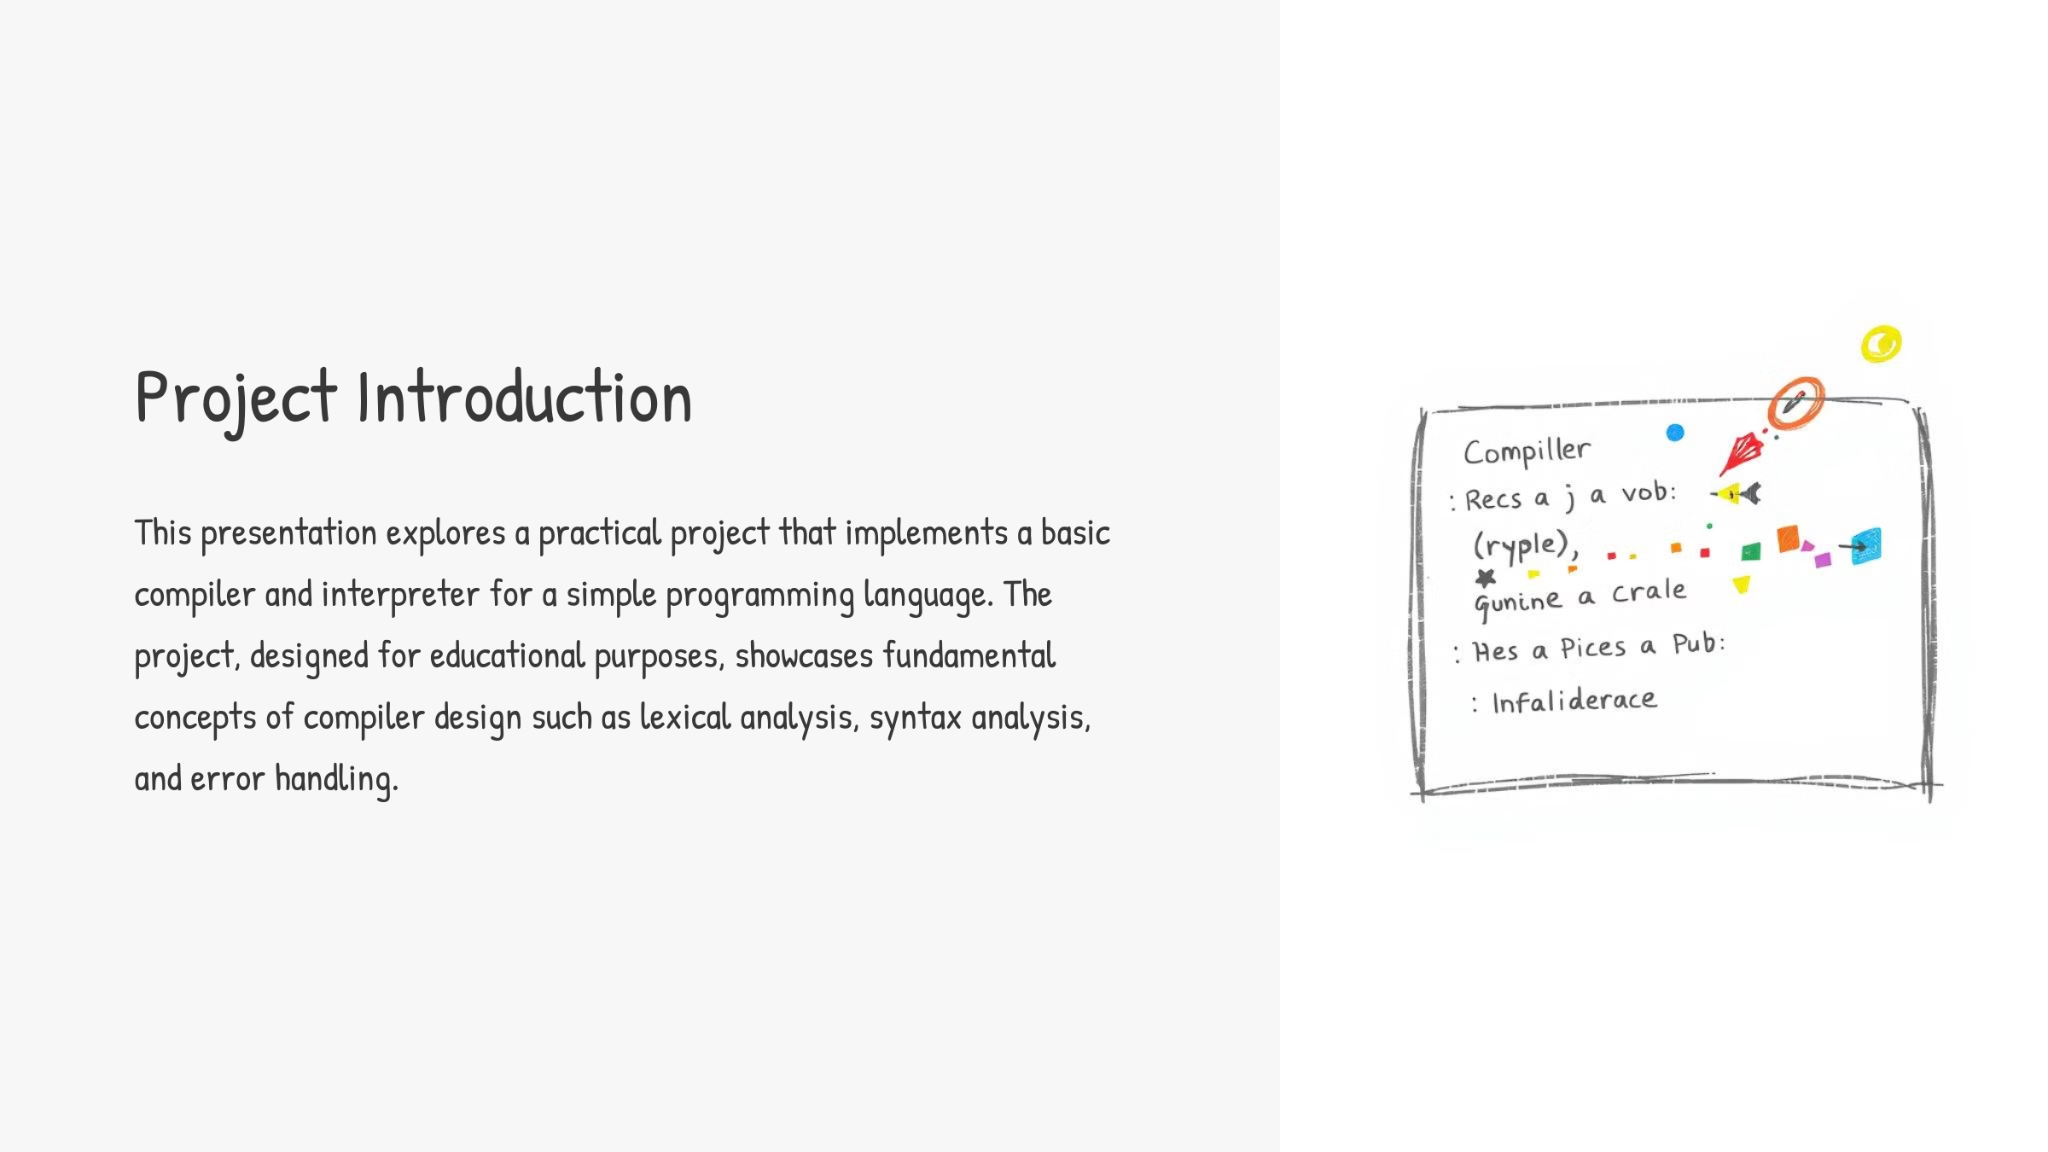 Project Introduction
This presentation explores a practical project that implements a basic
compiler and interpreter for a simple programming language. The
project, designed for educational purposes, showcases fundamental
concepts of compiler design such as lexical analysis, syntax analysis,
and error handling.
Compiller
: Recs a j a vob:
(ryple),
gunine a crale
: Hes a Pices a Pub:
: Infaliderace